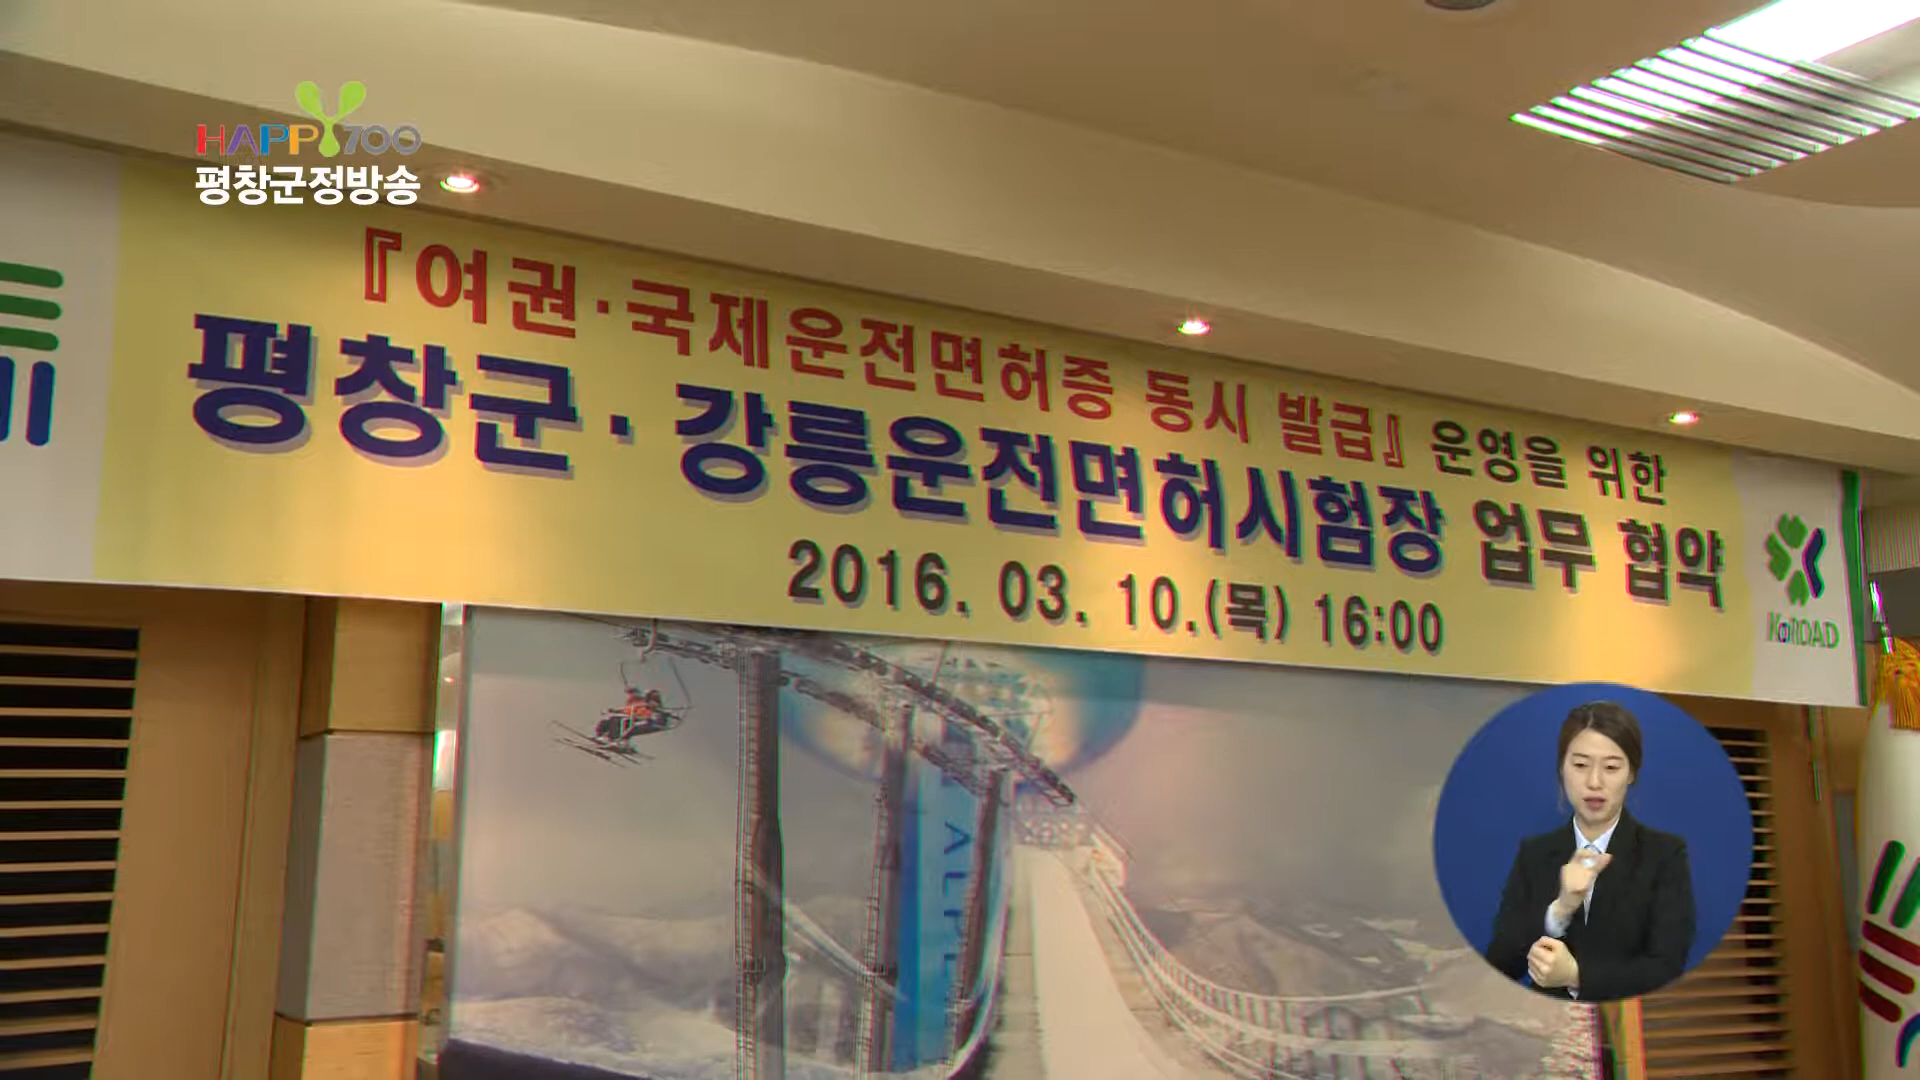 HAPPY700
평창군정방송
『여권·국제운전면허증 동시 발급』 운영을 위한
평창군·강릉운전면허시험장 업무 협약
2016. 03. 10.(목) 16:00
KoROAD
ALPE